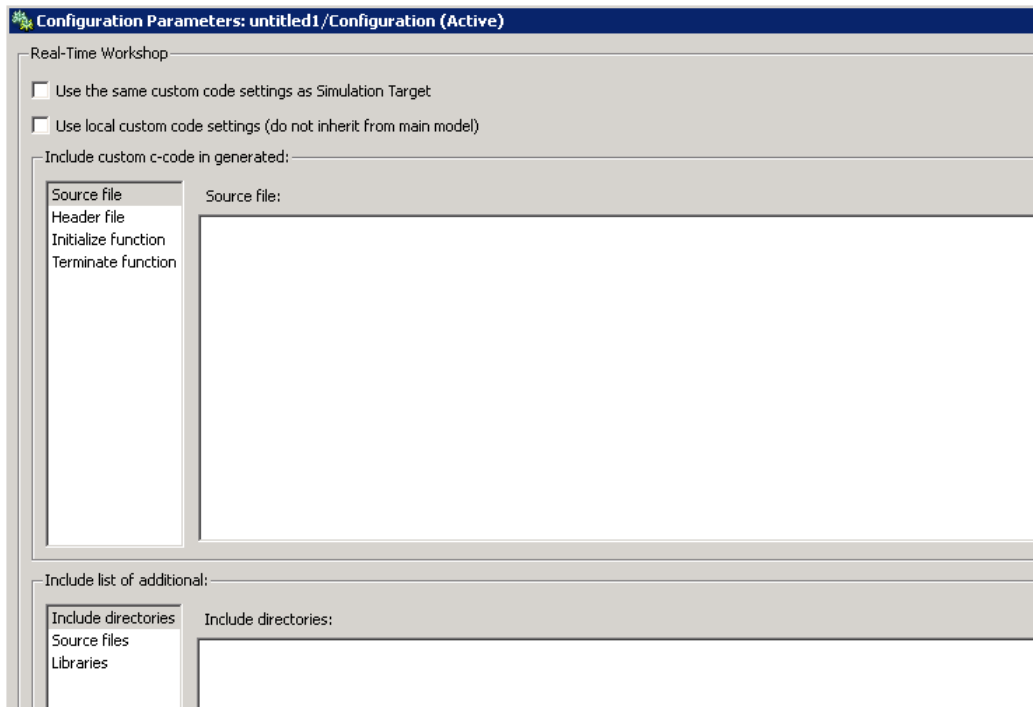 Configuration Parameters: untitled1/Configuration (Active)
Real-Time Workshop
Use the same custom code settings as Simulation Target
Use local custom code settings (do not inherit from main model)
Include custom c-code in generated:
Source file
Header file
Initialize function
Terminate function
Source file:
Include list of additional:
Include directories
Source files
Libraries
Include directories: